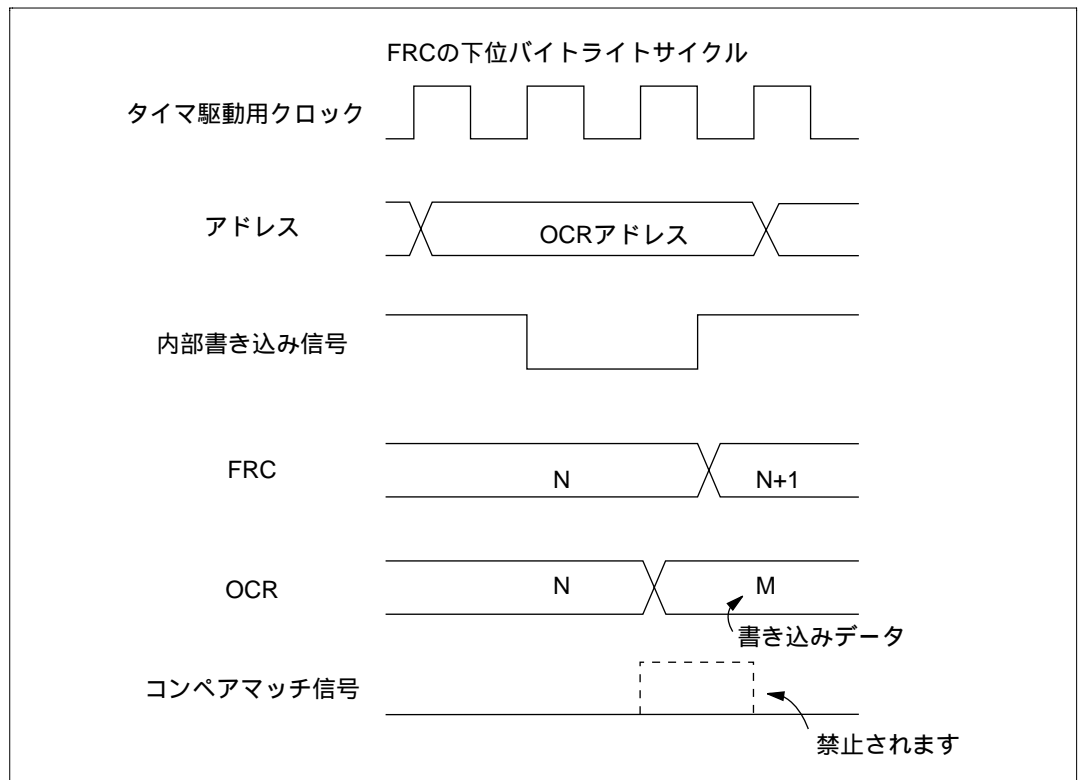 FRCの下位バイトライトサイクル
タイマ駆動用クロック
アドレス
OCRアドレス
内部書き込み信号
FRC
N
N+1
OCR
N
M
書き込みデータ
コンペアマッチ信号
禁止されます